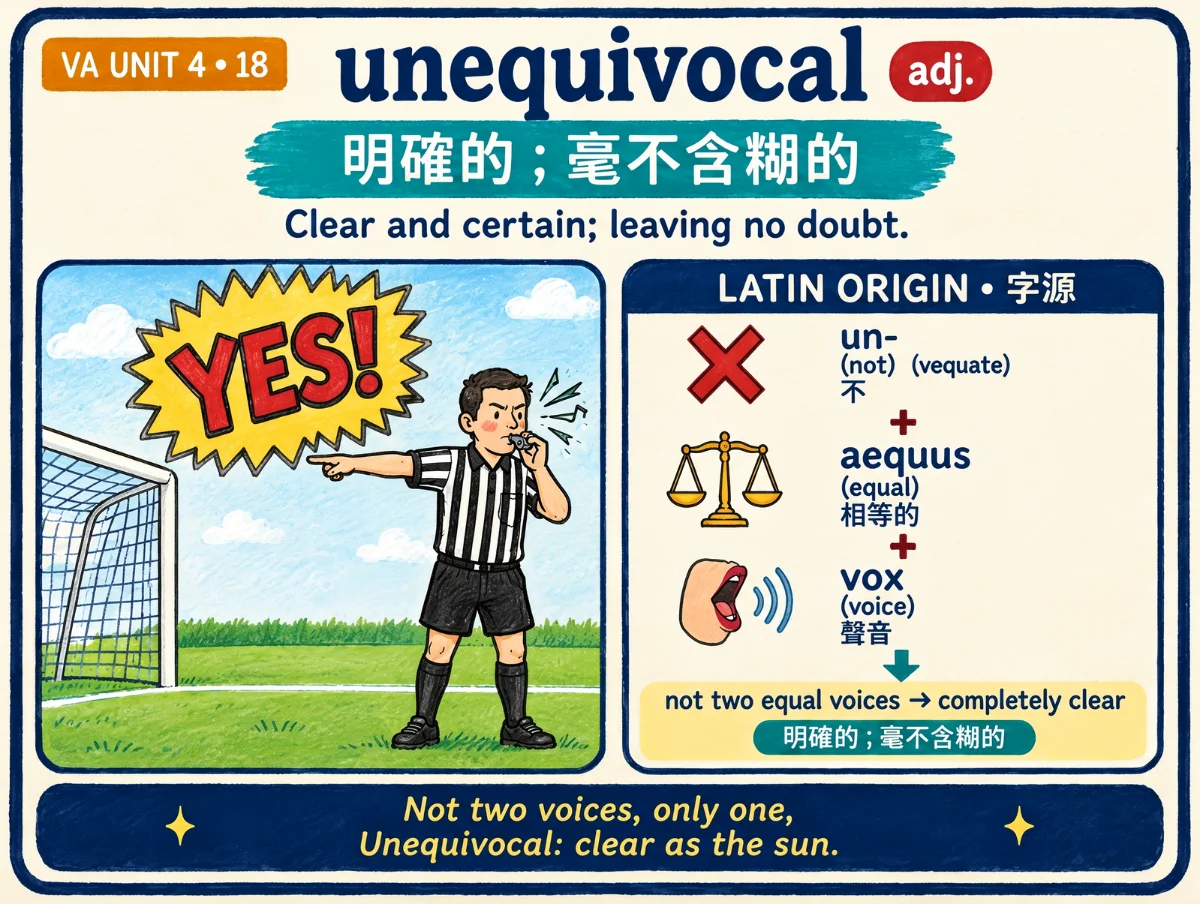 VA UNIT 4 • 18
unequivocal
adj.
明確的；毫不含糊的
Clear and certain; leaving no doubt.
YES!
LATIN ORIGIN • 字源
un-
(not) (vequate)
不
+
aequus
(equal)
相等的
+
vox
(voice)
聲音
not two equal voices → completely clear
明確的；毫不含糊的
Not two voices, only one,
Unequivocal: clear as the sun.